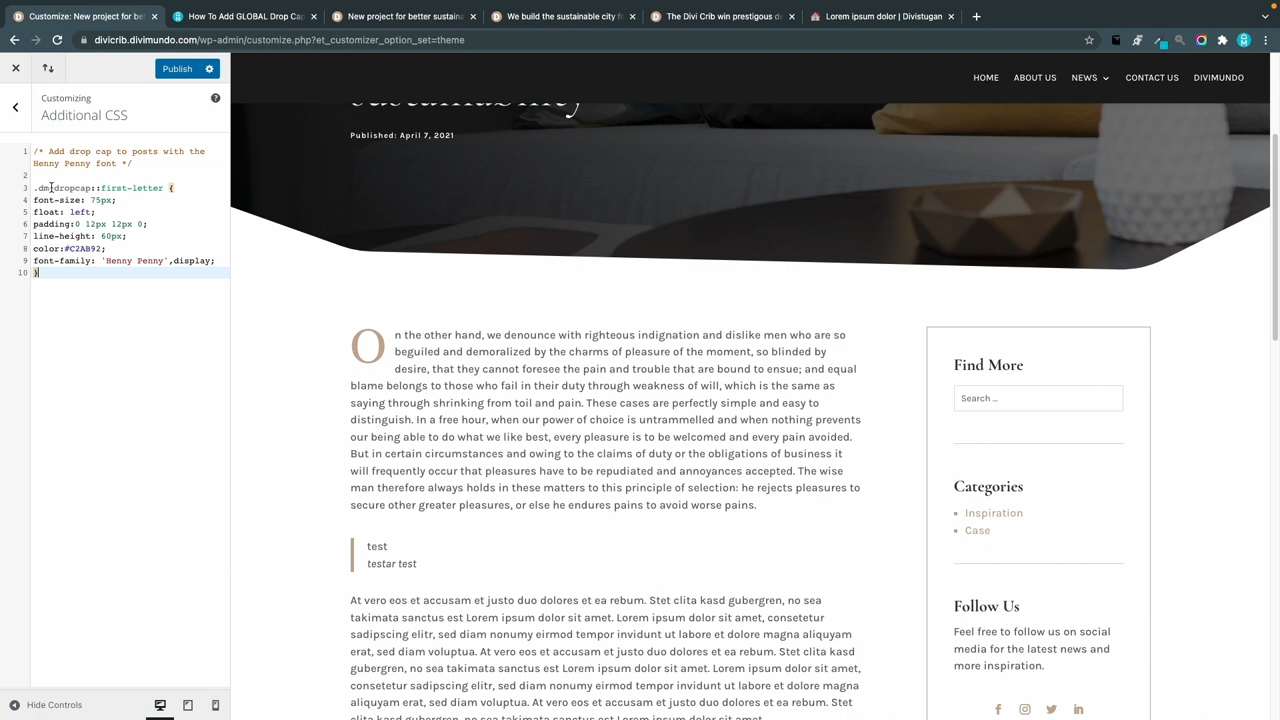 Customize: New project for bette
How To Add GLOBAL Drop Cap
New project for better sustaina
We build the sustainable city f
The Divi Crib win prestigous d
Lorem ipsum dolor | Divistugan
divicrib.divimundo.com/wp-admin/customize.php?et_customizer_option_set=theme
Publish
Customizing
Additional CSS
1 /* Add drop cap to posts with the
Henny Penny font */
2
3 .dm-dropcap::first-letter {
4 font-size: 75px;
5 float: left;
6 padding:0 12px 12px 0;
7 line-height: 60px;
8 color:#C2AB92;
9 font-family: 'Henny Penny',display;
10 }
Hide Controls
HOME ABOUT US NEWS CONTACT US DIVIMUNDO
sustainability
Published: April 7, 2021
On the other hand, we denounce with righteous indignation and dislike men who are so
beguiled and demoralized by the charms of pleasure of the moment, so blinded by
desire, that they cannot foresee the pain and trouble that are bound to ensue; and equal
blame belongs to those who fail in their duty through weakness of will, which is the same as
saying through shrinking from toil and pain. These cases are perfectly simple and easy to
distinguish. In a free hour, when our power of choice is untrammelled and when nothing prevents
our being able to do what we like best, every pleasure is to be welcomed and every pain avoided.
But in certain circumstances and owing to the claims of duty or the obligations of business it
will frequently occur that pleasures have to be repudiated and annoyances accepted. The wise
man therefore always holds in these matters to this principle of selection: he rejects pleasures to
secure other greater pleasures, or else he endures pains to avoid worse pains.
test
testar test
At vero eos et accusam et justo duo dolores et ea rebum. Stet clita kasd gubergren, no sea
takimata sanctus est Lorem ipsum dolor sit amet. Lorem ipsum dolor sit amet, consetetur
sadipscing elitr, sed diam nonumy eirmod tempor invidunt ut labore et dolore magna aliquyam
erat, sed diam voluptua. At vero eos et accusam et justo duo dolores et ea rebum. Stet clita kasd
gubergren, no sea takimata sanctus est Lorem ipsum dolor sit amet. Lorem ipsum dolor sit amet,
consetetur sadipscing elitr, sed diam nonumy eirmod tempor invidunt ut labore et dolore magna
aliquyam erat, sed diam voluptua. At vero eos et accusam et justo duo dolores et ea
rebum. Stet clita kasd gubergren, no sea takimata sanctus est Lorem ipsum dolor sit amet.
Find More
Search …
Categories
Inspiration
Case
Follow Us
Feel free to follow us on social
media for the latest news and
more inspiration.